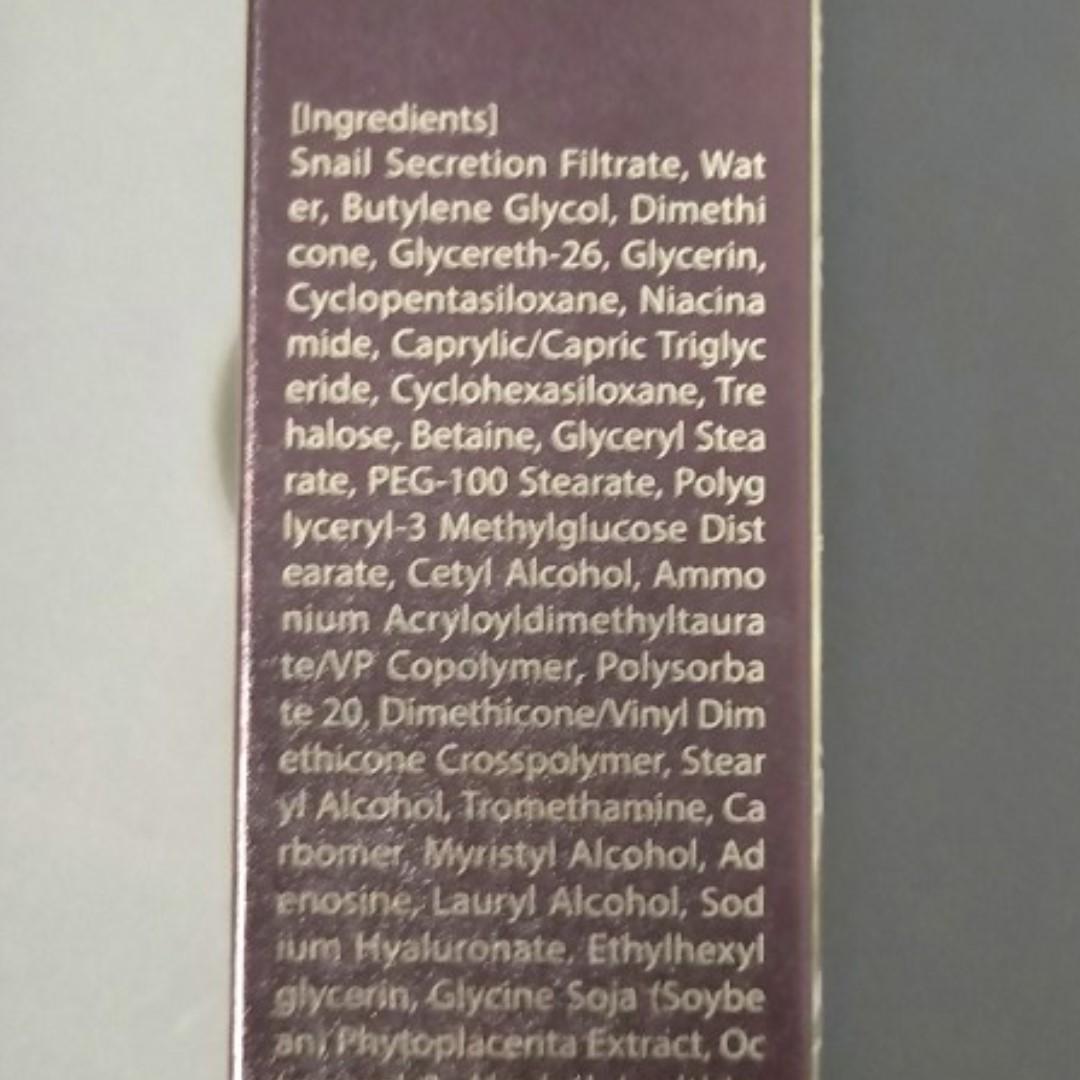 [Ingredients]
Snail Secretion Filtrate, Wat
er, Butylene Glycol, Dimethi
cone, Glycereth-26, Glycerin,
Cyclopentasiloxane, Niacina
mide, Caprylic/Capric Triglyc
eride, Cyclohexasiloxane, Tre
halose, Betaine, Glyceryl Stea
rate, PEG-100 Stearate, Polyg
lyceryl-3 Methylglucose Dist
earate, Cetyl Alcohol, Ammo
nium Acryloyldimethyltaura
te/VP Copolymer, Polysorba
te 20, Dimethicone/Vinyl Dim
ethicone Crosspolymer, Stear
yl Alcohol, Tromethamine, Ca
rbomer, Myristyl Alcohol, Ad
enosine, Lauryl Alcohol, Sod
ium Hyaluronate, Ethylhexyl
glycerin, Glycine Soja (Soybe
an) Phytoplacenta Extract, Oc